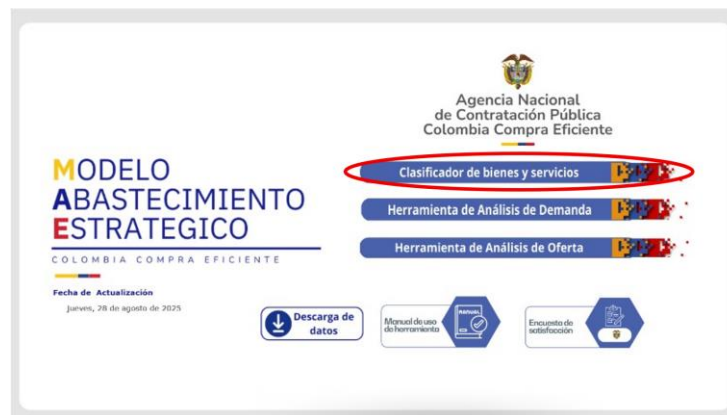 Agencia Nacional
de Contratación Pública
Colombia Compra Eficiente
MODELO
ABASTECIMIENTO
ESTRATEGICO
COLOMBIA COMPRA EFICIENTE
Fecha de Actualización
jueves, 28 de agosto de 2025
Clasificador de bienes y servicios
Herramienta de Análisis de Demanda
Herramienta de Análisis de Oferta
Descarga de
datos
Manual de uso
de herramienta
MANUAL
Encuesta de
satisfacción